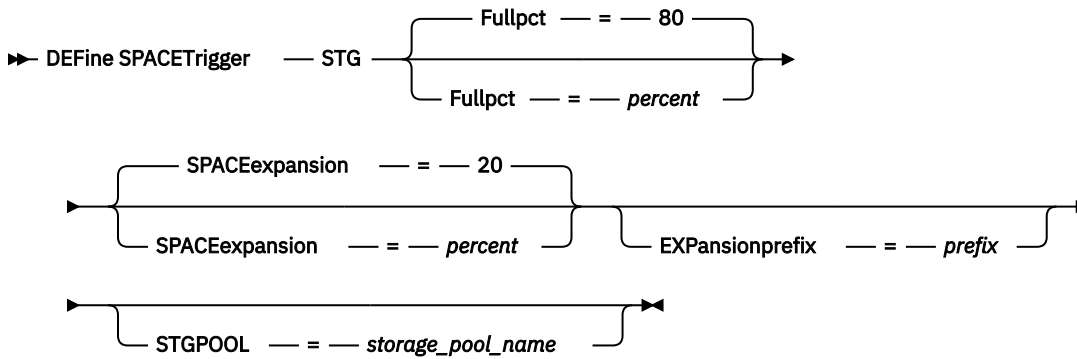 Fullpct = 80
DEFine SPACETrigger STG
Fullpct = percent
SPACEexpansion = 20
SPACEexpansion = percent EXPansionprefix = prefix
STGPOOL = storage_pool_name